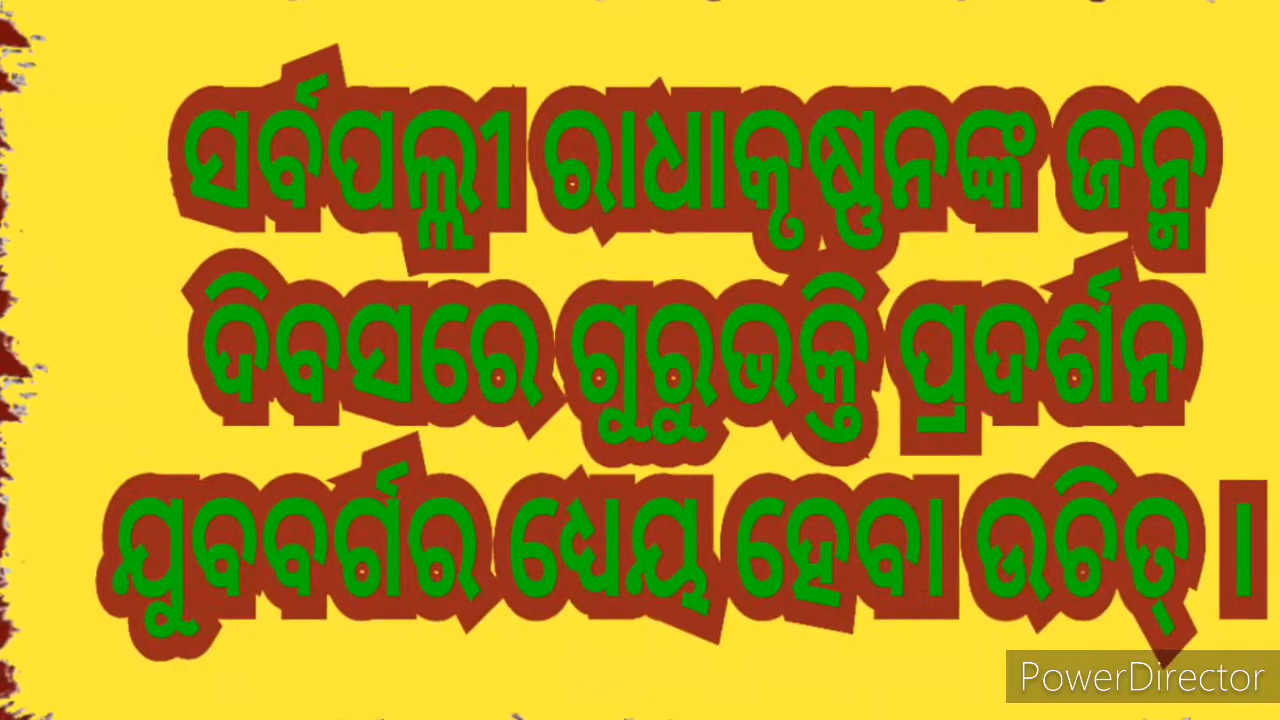 ସର୍ବପଲ୍ଲୀ ରାଧାକୃଷ୍ଣନଙ୍କ ଜନ୍ମ
ଦିବସରେ ଗୁରୁଭକ୍ତି ପ୍ରଦର୍ଶନ
ଯୁବବର୍ଗର ଧ୍ୟେୟ ହେବା ଉଚିତ୍ ।
PowerDirector